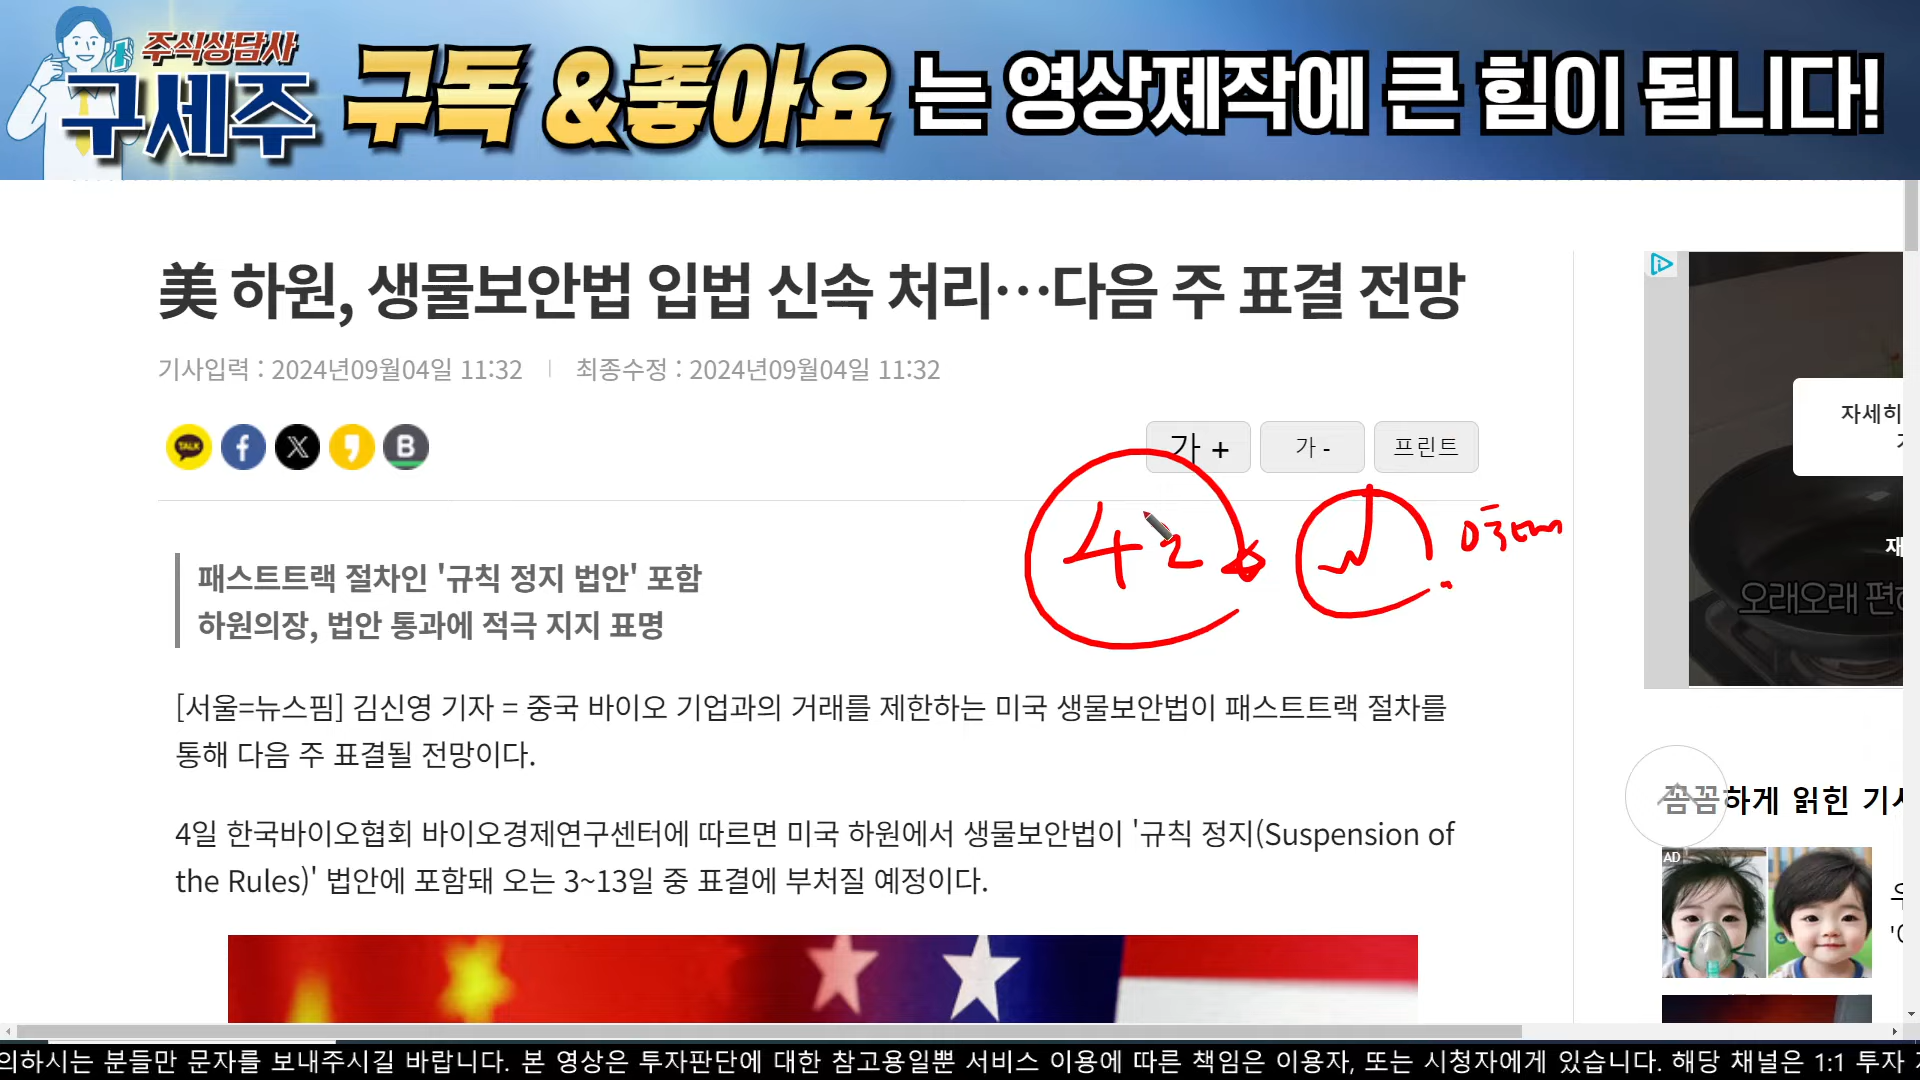 주식상담사
구세주
구독 &좋아요 는 영상제작에 큰 힘이 됩니다!
美 하원, 생물보안법 입법 신속 처리…다음 주 표결 전망
기사입력 : 2024년09월04일 11:32
최종수정 : 2024년09월04일 11:32
TALK
B
가 +
가 -
프린트
패스트트랙 절차인 '규칙 정지 법안' 포함
하원의장, 법안 통과에 적극 지지 표명
[서울=뉴스핌] 김신영 기자 = 중국 바이오 기업과의 거래를 제한하는 미국 생물보안법이 패스트트랙 절차를
통해 다음 주 표결될 전망이다.
4일 한국바이오협회 바이오경제연구센터에 따르면 미국 하원에서 생물보안법이 '규칙 정지(Suspension of
the Rules)' 법안에 포함돼 오는 3~13일 중 표결에 부쳐질 예정이다.
자세히
오래오래 편
꼼꼼하게 읽힌 기사
AD
의하시는 분들만 문자를 보내주시길 바랍니다. 본 영상은 투자판단에 대한 참고용일뿐 서비스 이용에 따른 책임은 이용자, 또는 시청자에게 있습니다. 해당 채널은 1:1 투자